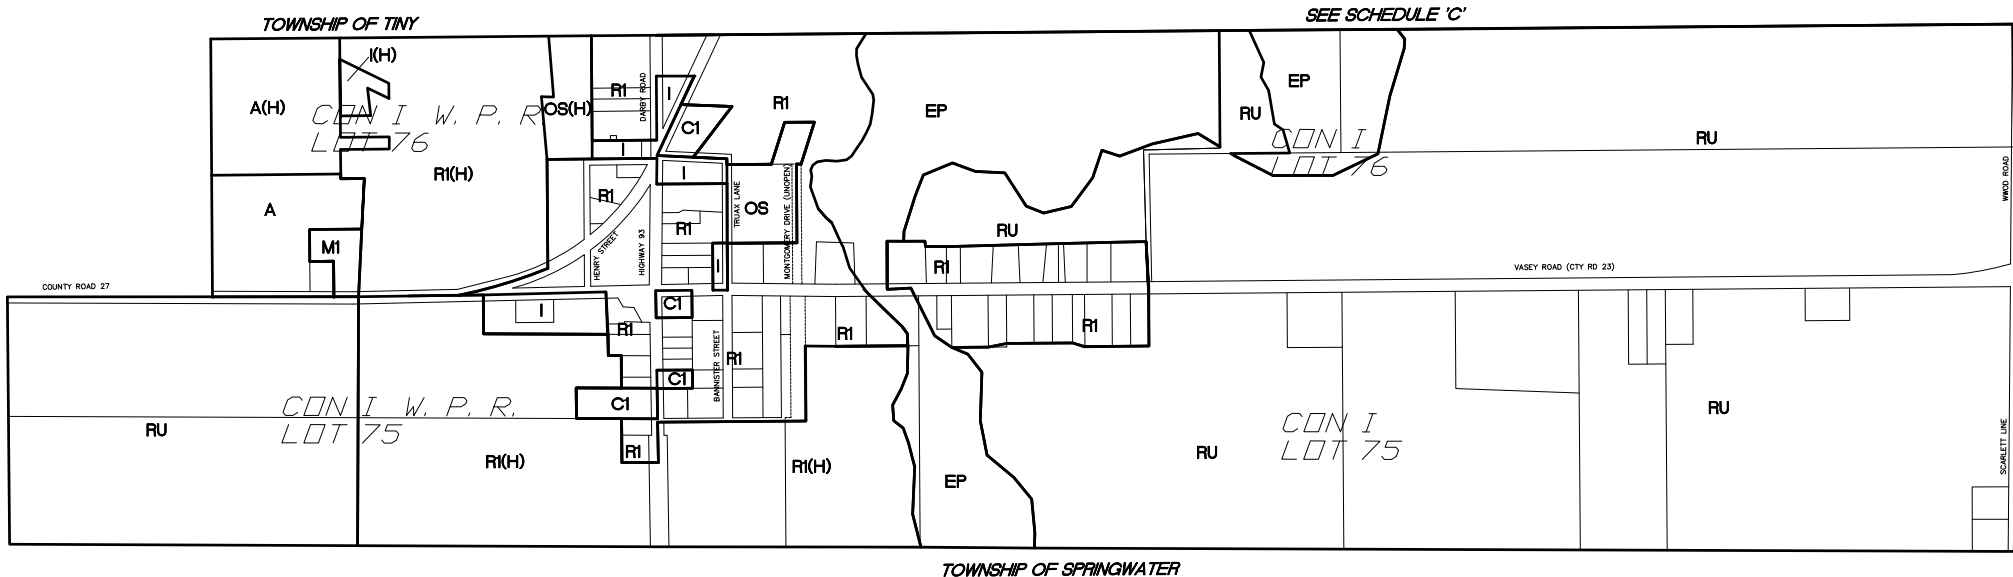 TOWNSHIP OF TINY
SEE SCHEDULE 'C'
I(H)
A(H)
CON I W. P. R.
LOT 76
OS(H)
R1
DARBY ROAD
I
C1
R1
EP
EP
RU
CON I
LOT 76
RU
I
R1(H)
I
A
R1
TRUAX LANE
OS
MONTGOMERY DRIVE (UNOPEN)
WWOD ROAD
R1
RU
M1
HENRY STREET
HIGHWAY 93
I
R1
VASEY ROAD (CTY RD 23)
COUNTY ROAD 27
C1
I
R1
R1
R1
R1
BANNISTER STREET
C1
C1
CON I W. P. R.
LOT 75
RU
CON I
LOT 75
RU
RU
R1
R1(H)
R1(H)
EP
SCARLETT LINE
TOWNSHIP OF SPRINGWATER